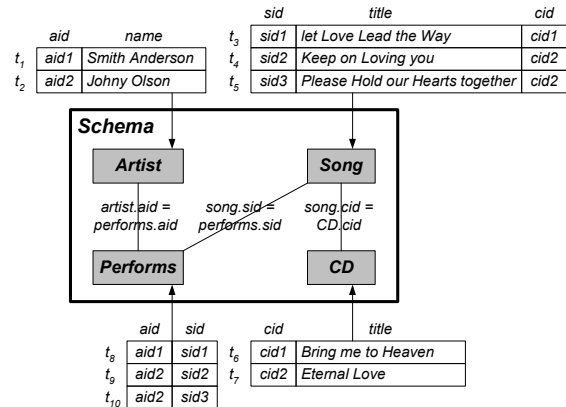 aid name
t1 aid1 Smith Anderson
t2 aid2 Johny Olson
sid title cid
t3 sid1 let Love Lead the Way cid1
t4 sid2 Keep on Loving you cid2
t5 sid3 Please Hold our Hearts together cid2
Schema
Artist
Song
artist.aid =
performs.aid
song.sid =
performs.sid
song.cid =
CD.cid
Performs
CD
aid sid
t8 aid1 sid1
t9 aid2 sid2
t10 aid2 sid3
cid title
t6 cid1 Bring me to Heaven
t7 cid2 Eternal Love